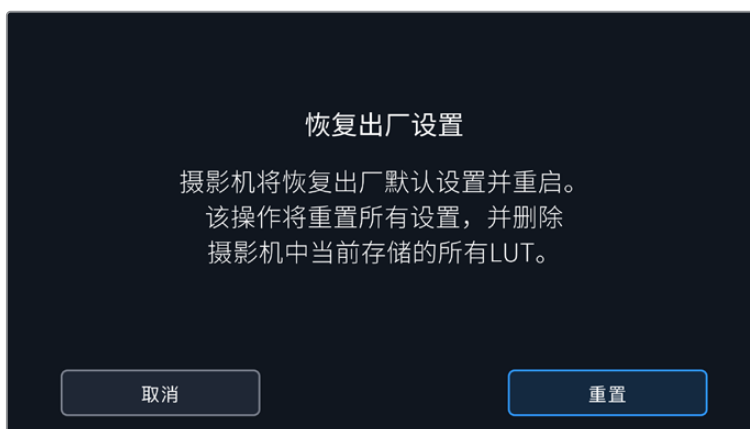 恢复出厂设置
摄影机将恢复出厂默认设置并重启。
该操作将重置所有设置，并删除
摄影机中当前存储的所有LUT。
取消
重置